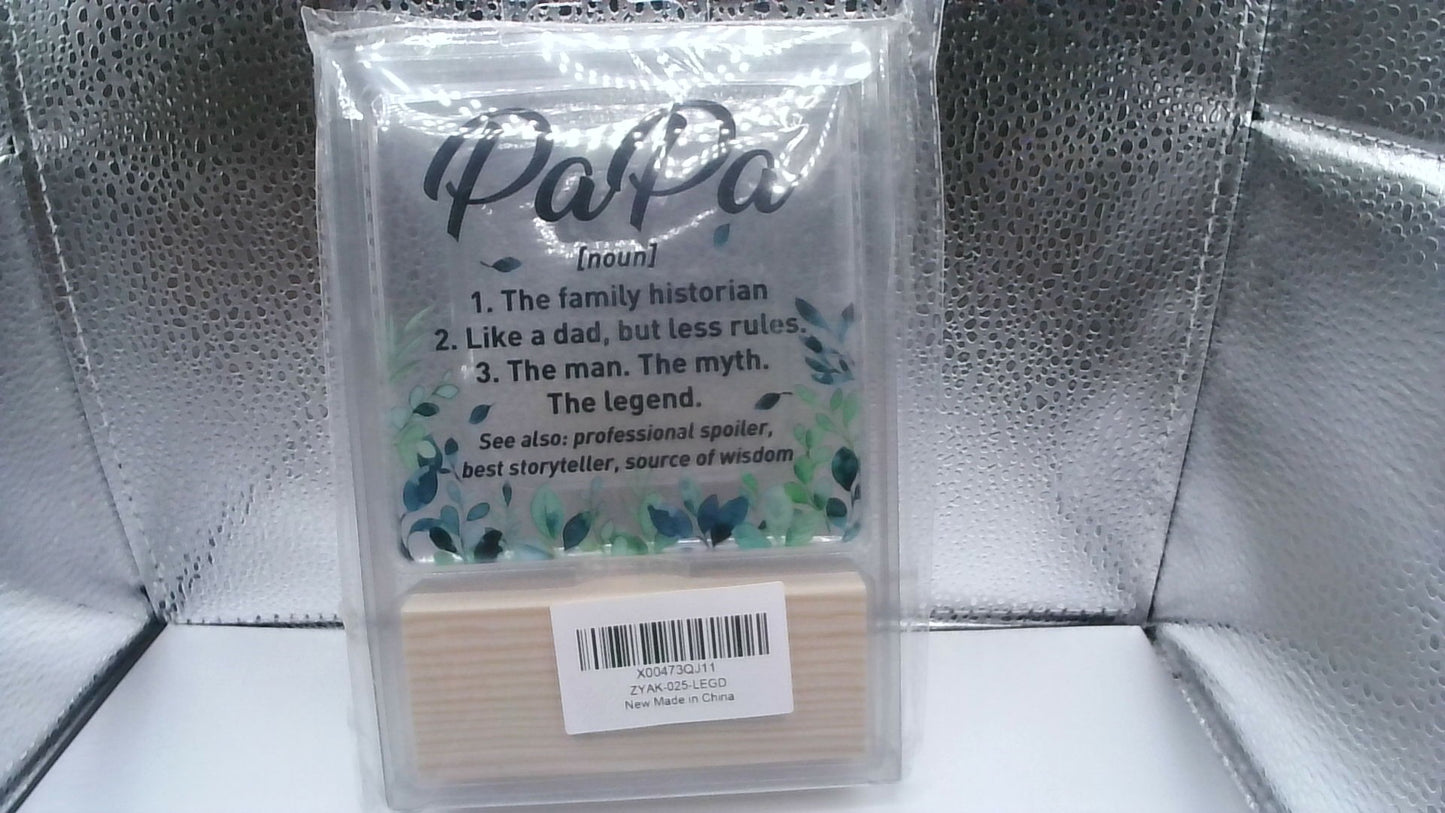 PaPa
[noun]
1. The family historian
2. Like a dad, but less rules.
3. The man. The myth.
The legend.
See also: professional spoiler,
best storyteller, source of wisdom
X00473QJ11
ZYAK-025-LEGD
New Made in China